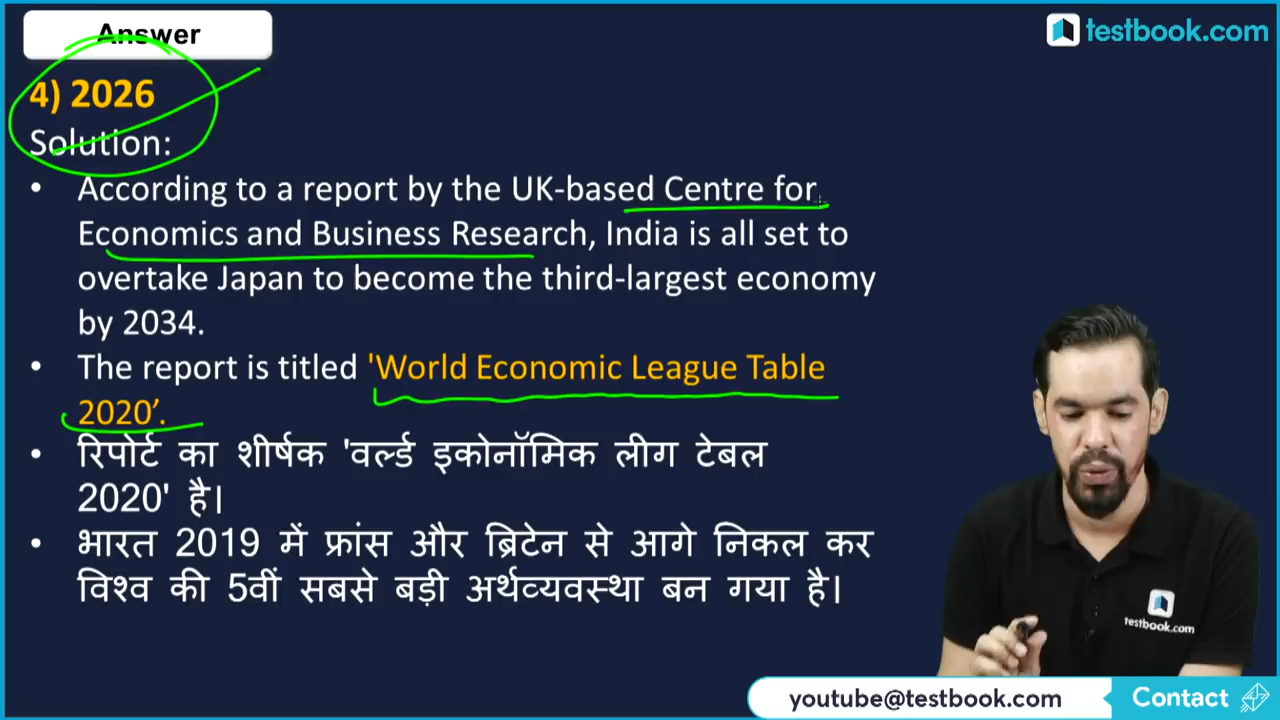 Answer
testbook.com
4) 2026
Solution:
• According to a report by the UK-based Centre for
Economics and Business Research, India is all set to
overtake Japan to become the third-largest economy
by 2034.
• The report is titled 'World Economic League Table
2020’.
• रिपोर्ट का शीर्षक 'वर्ल्ड इकोनॉमिक लीग टेबल
2020' है।
• भारत 2019 में फ्रांस और ब्रिटेन से आगे निकल कर
विश्व की 5वीं सबसे बड़ी अर्थव्यवस्था बन गया है।
testbook.com
youtube@testbook.com
Contact